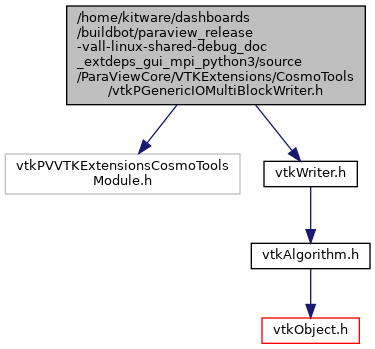 /home/kitware/dashboards
/buildbot/paraview_release
-vall-linux-shared-debug_doc
_extdeps_gui_mpi_python3/source
/ParaViewCore/VTKExtensions/CosmoTools
/vtkPGenericIOMultiBlockWriter.h
vtkPVVTKExtensionsCosmoTools
Module.h
vtkWriter.h
vtkAlgorithm.h
vtkObject.h